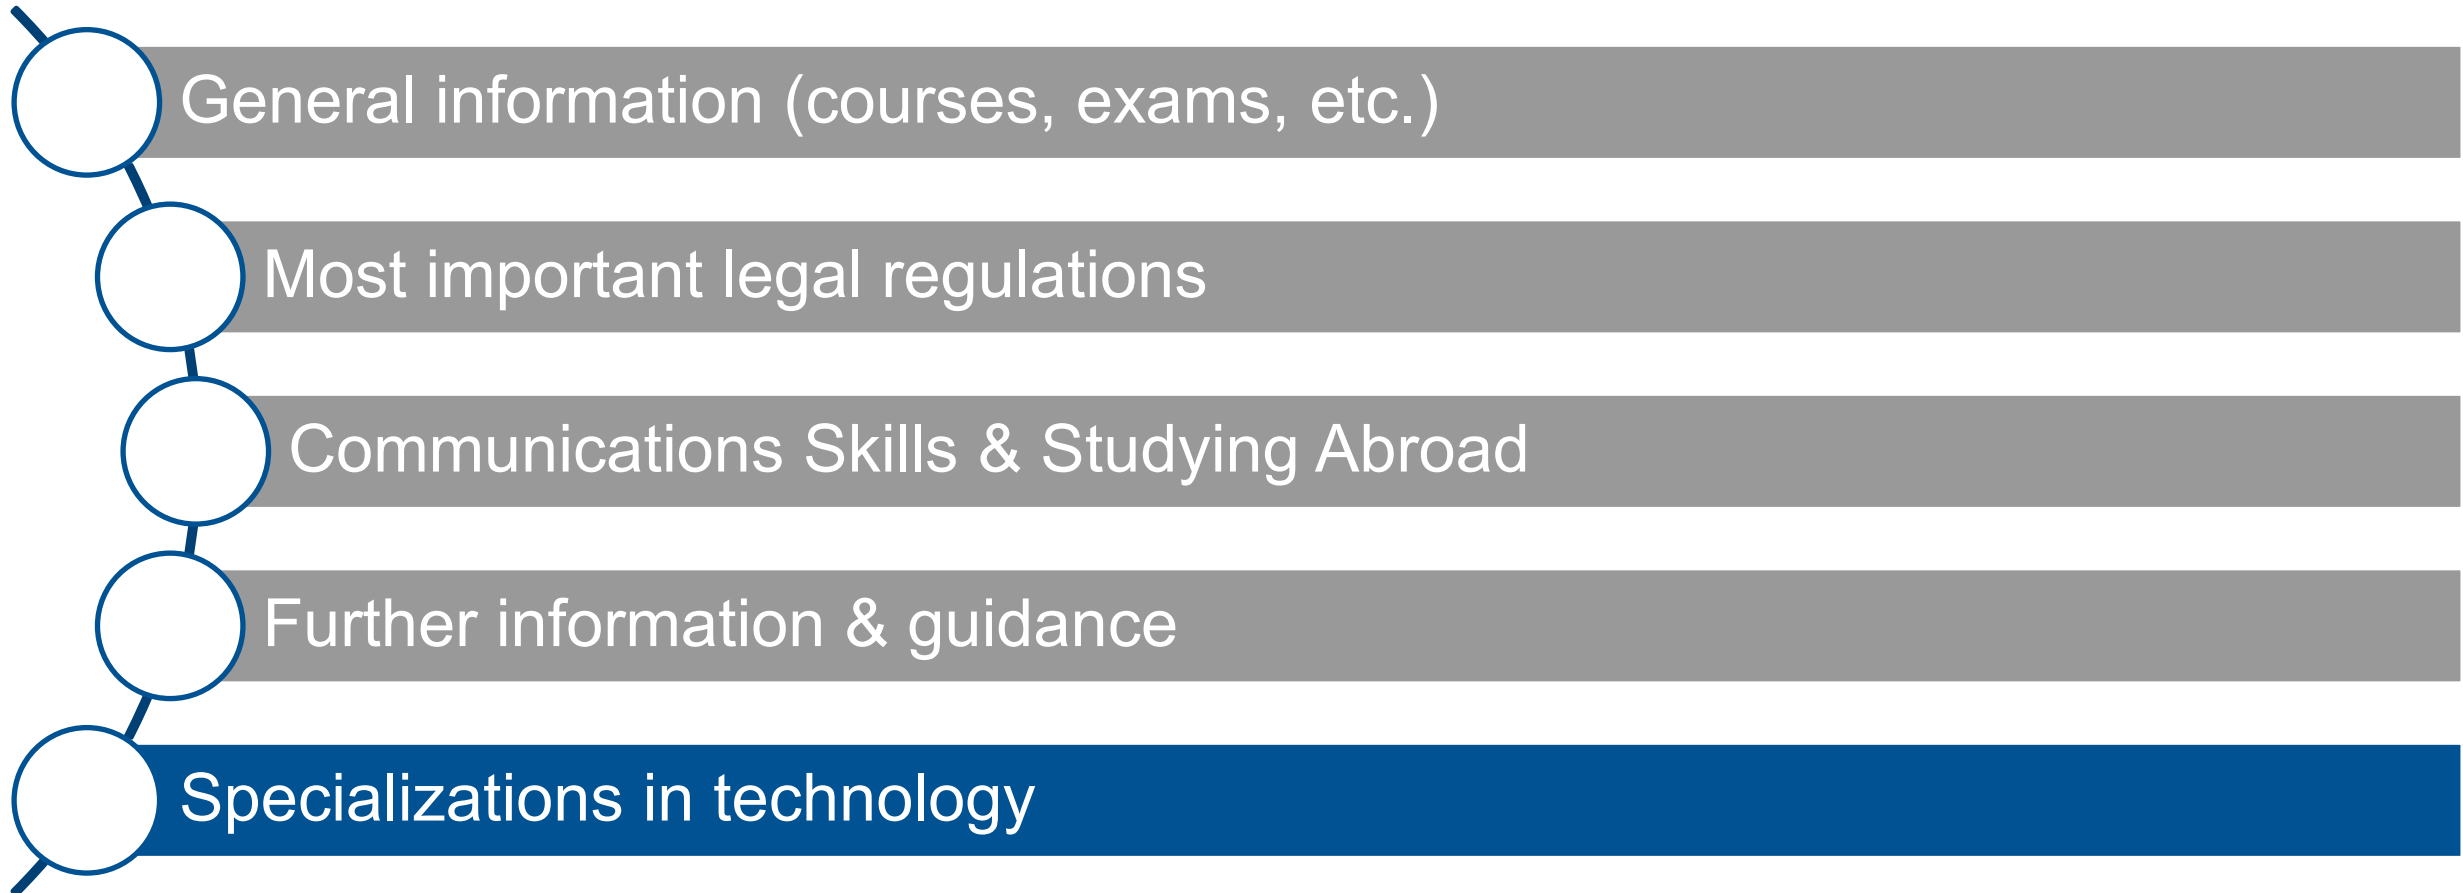 General information (courses, exams, etc.)
Most important legal regulations
Communications Skills & Studying Abroad
Further information & guidance
Specializations in technology